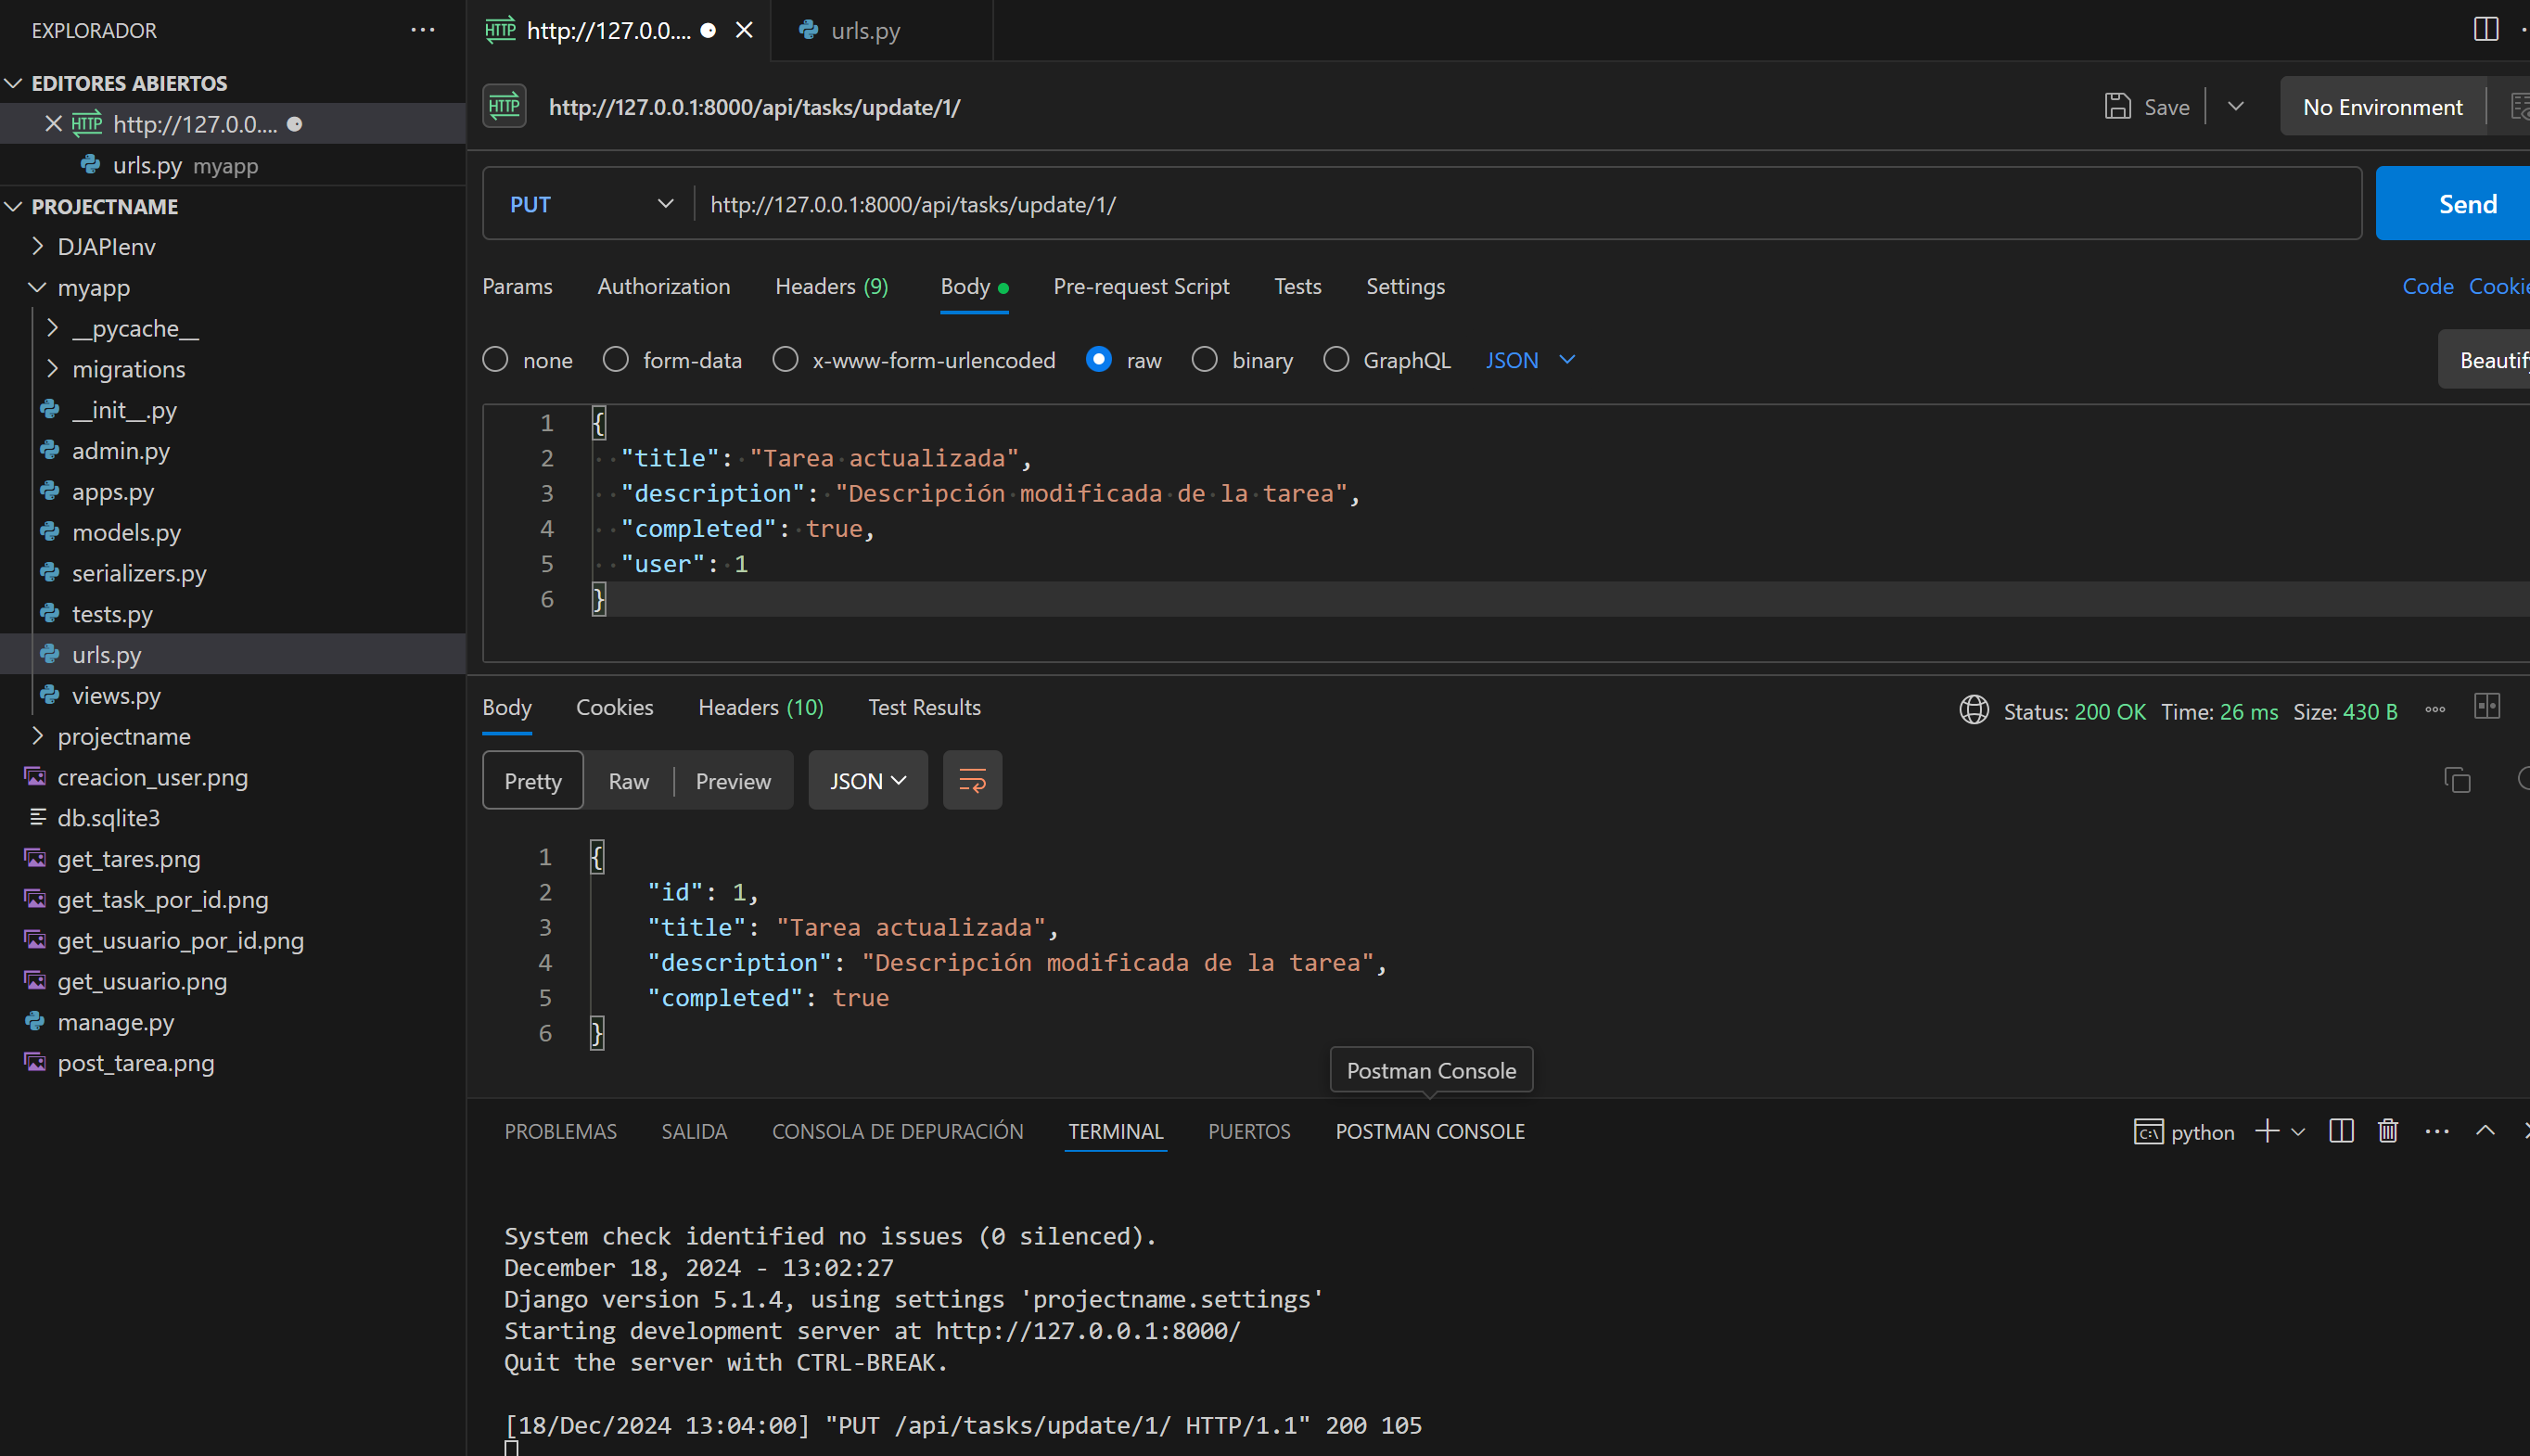 EXPLORADOR
EDITORES ABIERTOS
HTTP http://127.0.0....
urls.py myapp
PROJECTNAME
DJAPIenv
myapp
__pycache__
migrations
__init__.py
admin.py
apps.py
models.py
serializers.py
tests.py
urls.py
views.py
projectname
creacion_user.png
db.sqlite3
get_tares.png
get_task_por_id.png
get_usuario_por_id.png
get_usuario.png
manage.py
post_tarea.png
HTTP http://127.0.0.... urls.py
HTTP http://127.0.0.1:8000/api/tasks/update/1/ Save No Environment
PUT http://127.0.0.1:8000/api/tasks/update/1/ Send
Params Authorization Headers (9) Body Pre-request Script Tests Settings Code Cookie
none form-data x-www-form-urlencoded raw binary GraphQL JSON Beautif
1 {
2 "title": "Tarea actualizada",
3 "description": "Descripción modificada de la tarea",
4 "completed": true,
5 "user": 1
6 }
Body Cookies Headers (10) Test Results Status: 200 OK Time: 26 ms Size: 430 B
Pretty Raw Preview JSON
1 {
2 "id": 1,
3 "title": "Tarea actualizada",
4 "description": "Descripción modificada de la tarea",
5 "completed": true
6 }
Postman Console
PROBLEMAS SALIDA CONSOLA DE DEPURACIÓN TERMINAL PUERTOS POSTMAN CONSOLE python
System check identified no issues (0 silenced).
December 18, 2024 - 13:02:27
Django version 5.1.4, using settings 'projectname.settings'
Starting development server at http://127.0.0.1:8000/
Quit the server with CTRL-BREAK.
[18/Dec/2024 13:04:00] "PUT /api/tasks/update/1/ HTTP/1.1" 200 105